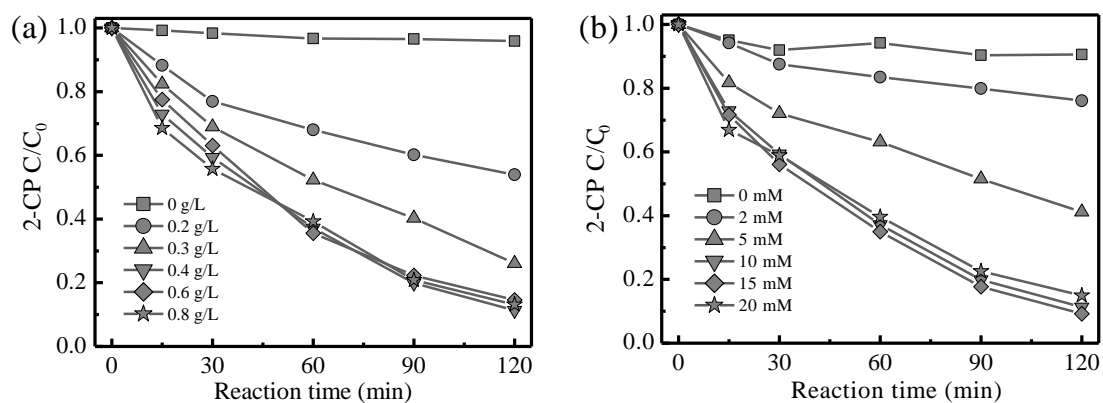 (a)
2-CP C/C0
1.0
0.8
0.6
0.4
0.2
0.0
0 g/L
0.2 g/L
0.3 g/L
0.4 g/L
0.6 g/L
0.8 g/L
0 30 60 90 120
Reaction time (min)
(b)
2-CP C/C0
1.0
0.8
0.6
0.4
0.2
0.0
0 mM
2 mM
5 mM
10 mM
15 mM
20 mM
0 30 60 90 120
Reaction time (min)